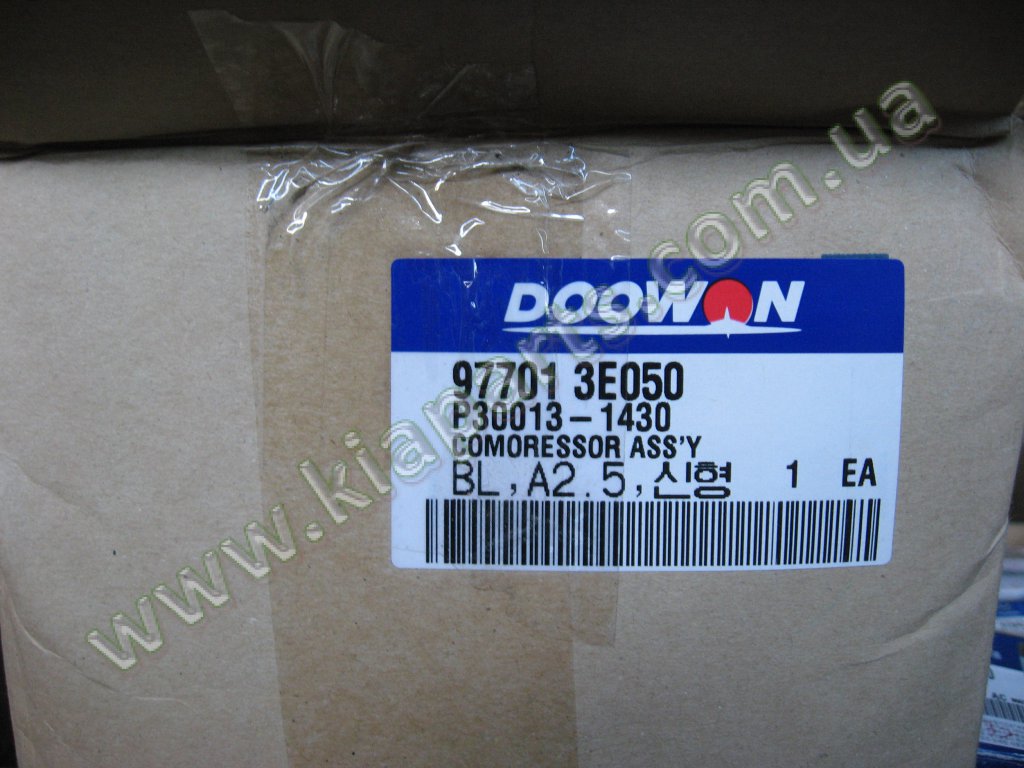 DOOWON
97701 3E050
P30013-1430
COMORESSOR ASS'Y
BL, A2.5, 신형 1 EA
www.kiaparts.com.ua